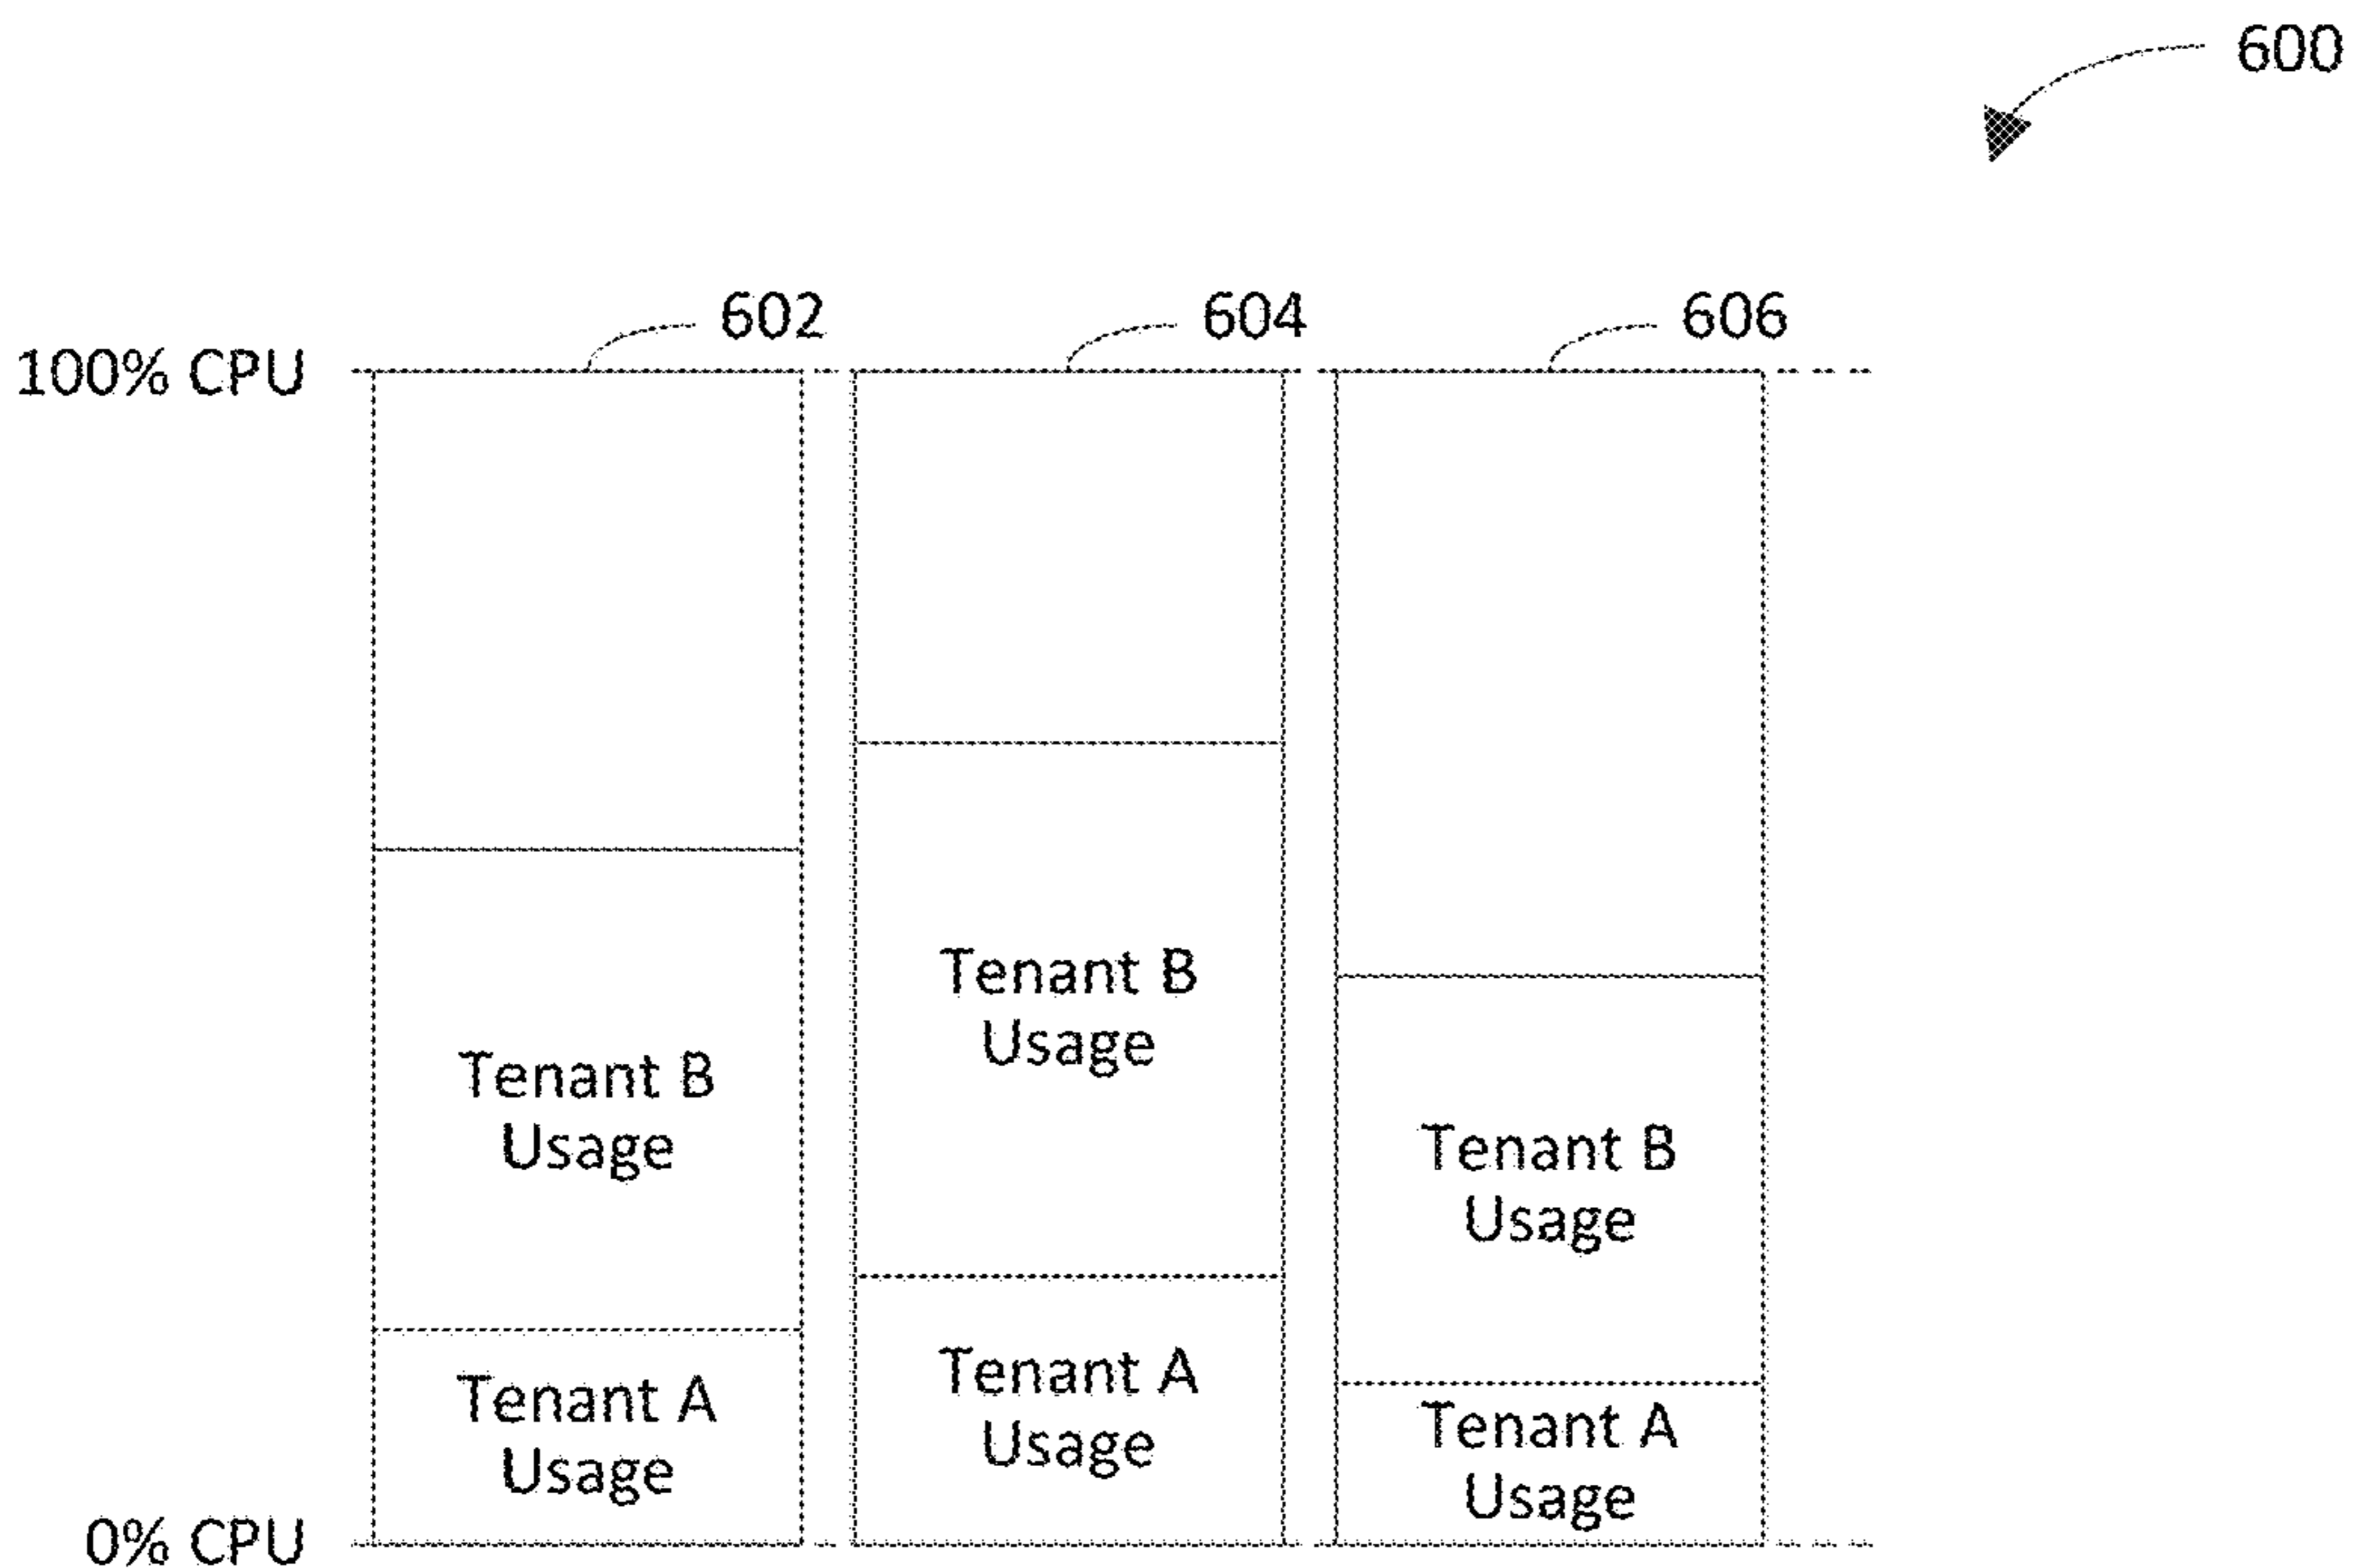 600
602
604
606
100% CPU
Tenant B
Usage
Tenant B
Usage
Tenant B
Usage
Tenant A
Usage
Tenant A
Usage
Tenant A
Usage
0% CPU